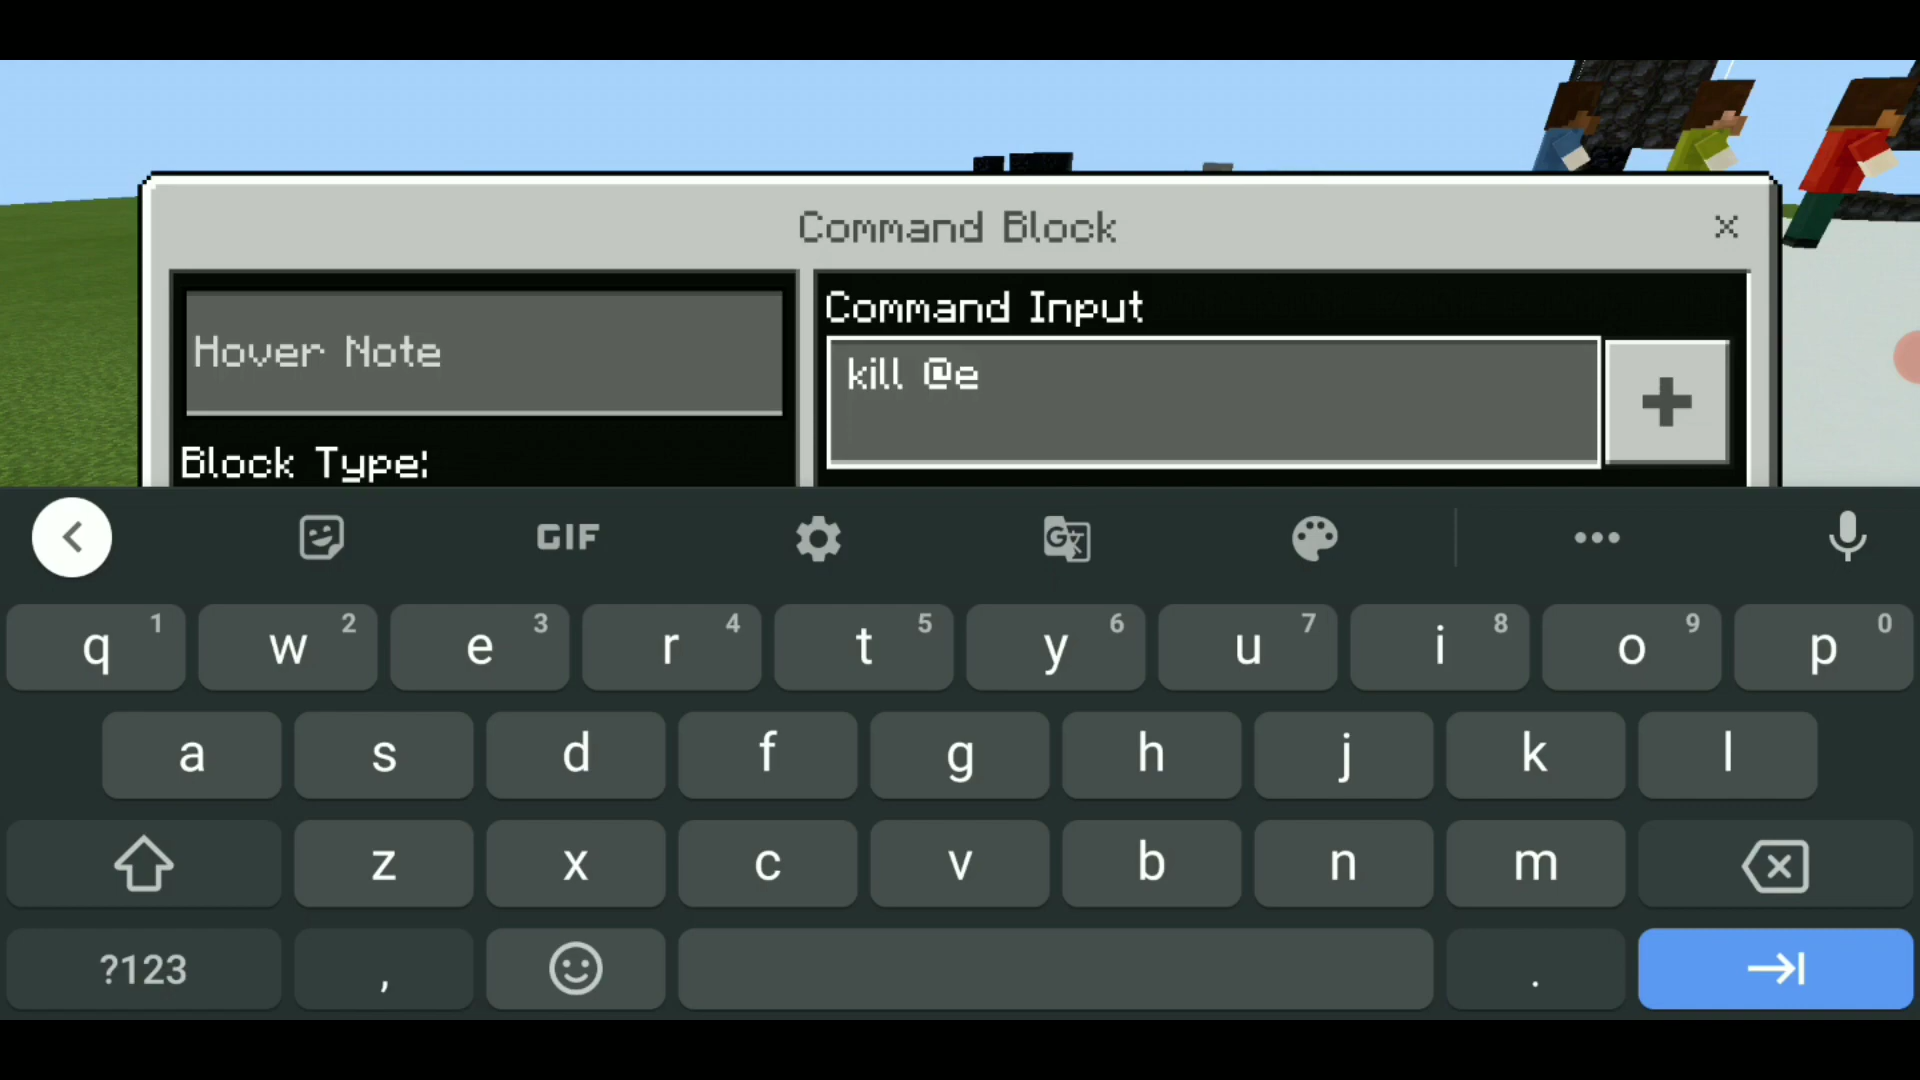 Command Block
Hover Note
Block Type:
Command Input
kill @e
GIF
G
q 1 w 2 e 3 r 4 t 5 y 6 u 7 i 8 o 9 p 0
a s d f g h j k l
z x c v b n m
?123 , .